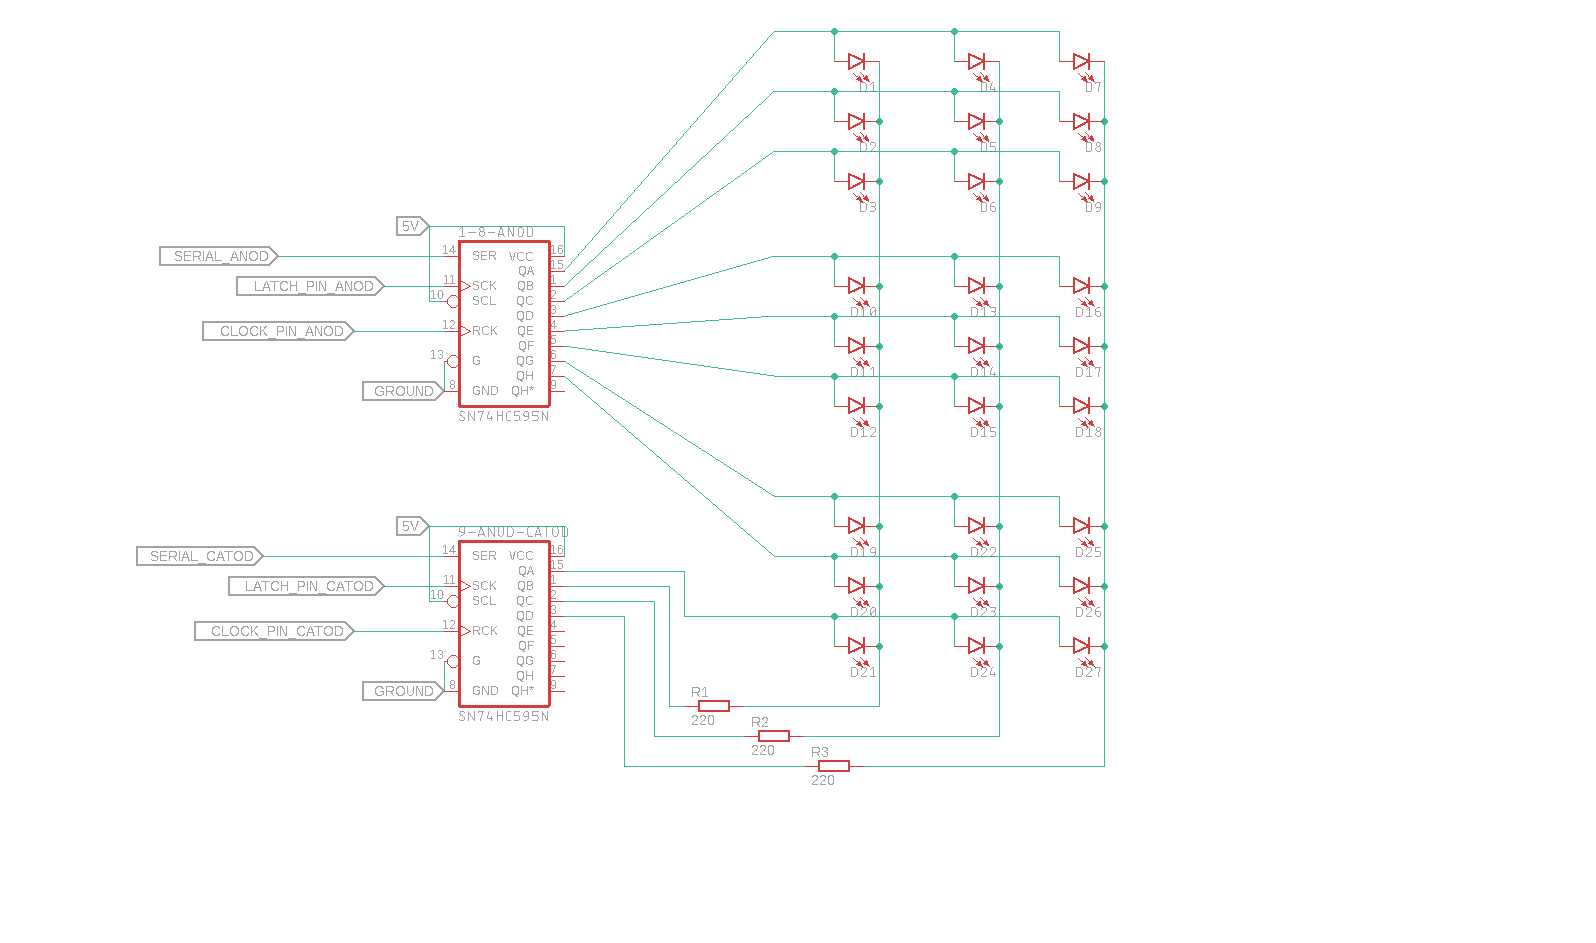 D1 D4 D7
D2 D5 D8
D3 D6 D9
5V
1-8-ANOD
SERIAL_ANOD
LATCH_PIN_ANOD
CLOCK_PIN_ANOD
GROUND
14 SER VCC 16
QA 15
11 SCK QB 1
10 SCL QC 2
QD 3
12 RCK QE 4
QF 5
13 G QG 6
QH 7
8 GND QH* 9
SN74HC595N
D10 D13 D16
D11 D14 D17
D12 D15 D18
5V
9-ANOD-CATOD
SERIAL_CATOD
LATCH_PIN_CATOD
CLOCK_PIN_CATOD
GROUND
14 SER VCC 16
QA 15
11 SCK QB 1
10 SCL QC 2
QD 3
12 RCK QE 4
QF 5
13 G QG 6
QH 7
8 GND QH* 9
SN74HC595N
D19 D22 D25
D20 D23 D26
D21 D24 D27
R1
220
R2
220
R3
220